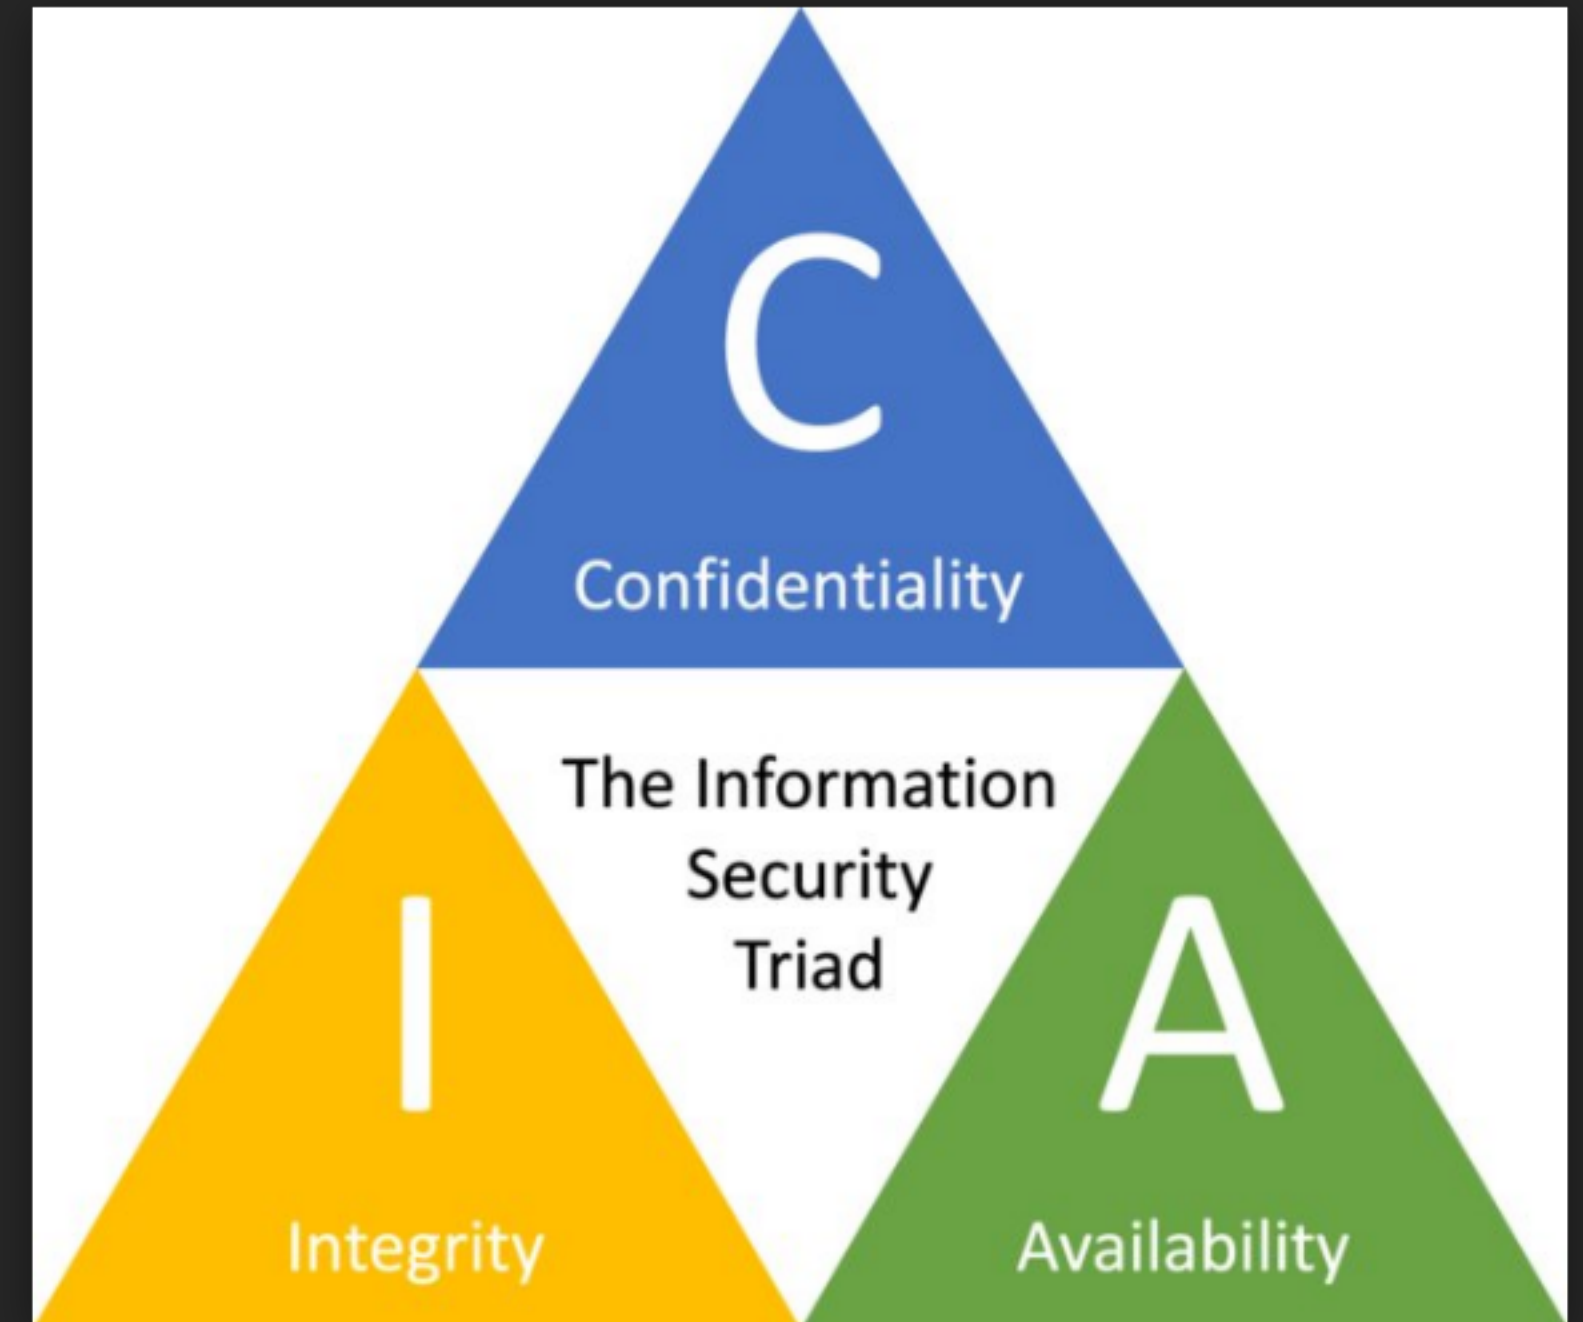 C
Confidentiality
The Information
Security
Triad
I
Integrity
A
Availability